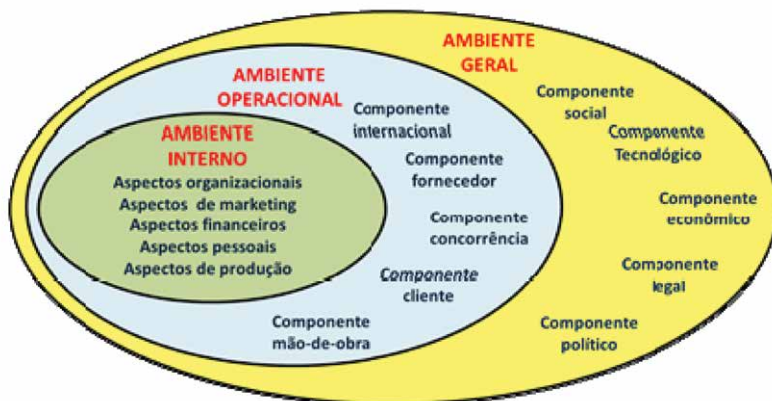 AMBIENTE
GERAL
AMBIENTE
OPERACIONAL
AMBIENTE
INTERNO
Aspectos organizacionais
Aspectos de marketing
Aspectos financeiros
Aspectos pessoais
Aspectos de produção
Componente
internacional
Componente
fornecedor
Componente
concorrência
Componente
cliente
Componente
mão-de-obra
Componente
social
Componente
Tecnológico
Componente
econômico
Componente
legal
Componente
político